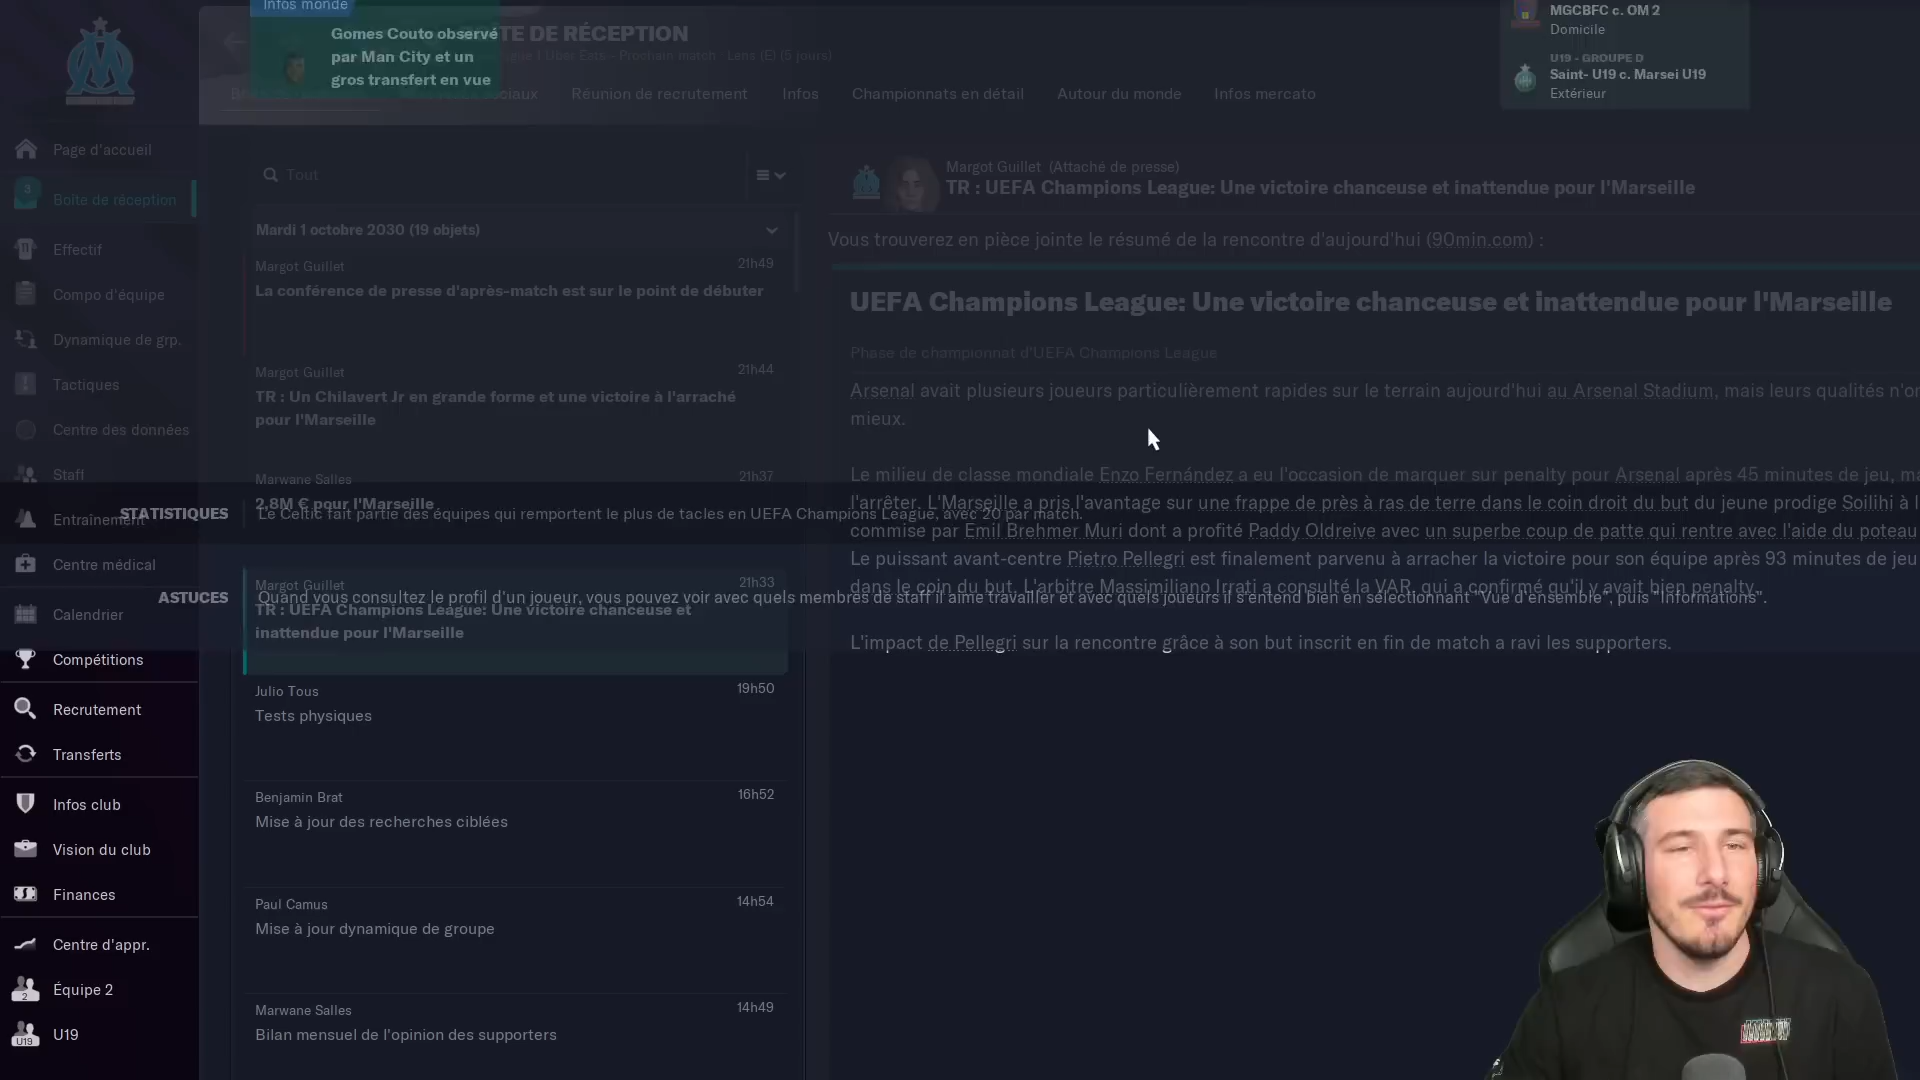 Infos monde
Gomes Couto observé
par Man City et un
gros transfert en vue
TE DE RÉCEPTION
Uber Eats - Prochain match - Lens (E) (5 jours)
Réunion de recrutement
Infos
Championnats en détail
Autour du monde
Infos mercato
MGCBFC c. OM 2
Domicile
U19 - GROUPE D
Saint- U19 c. Marsei U19
Extérieur
Page d'accueil
3
Boîte de réception
Effectif
Compo d'équipe
Dynamique de grp.
Tactiques
Centre des données
Staff
Entraînement
Centre médical
Calendrier
Compétitions
Recrutement
Transferts
Infos club
Vision du club
Finances
Centre d'appr.
2
Équipe 2
U19
U19
Tout
Mardi 1 octobre 2030 (19 objets)
Margot Guillet
21h49
La conférence de presse d'après-match est sur le point de débuter
Margot Guillet
21h44
TR : Un Chilavert Jr en grande forme et une victoire à l'arraché
pour l'Marseille
Marwane Salles
21h37
2,8M € pour l'Marseille
STATISTIQUES
Le Celtic fait partie des équipes qui remportent le plus de tacles en UEFA Champions League, avec 20 par match.
Margot Guillet
21h33
TR : UEFA Champions League: Une victoire chanceuse et
inattendue pour l'Marseille
ASTUCES
Quand vous consultez le profil d'un joueur, vous pouvez voir avec quels membres de staff il aime travailler et avec quels joueurs il s'entend bien en sélectionnant "Vue d'ensemble", puis "Informations".
Julio Tous
19h50
Tests physiques
Benjamin Brat
16h52
Mise à jour des recherches ciblées
Paul Camus
14h54
Mise à jour dynamique de groupe
Marwane Salles
14h49
Bilan mensuel de l'opinion des supporters
Margot Guillet (Attaché de presse)
TR : UEFA Champions League: Une victoire chanceuse et inattendue pour l'Marseille
Vous trouverez en pièce jointe le résumé de la rencontre d'aujourd'hui (90min.com) :
UEFA Champions League: Une victoire chanceuse et inattendue pour l'Marseille
Phase de championnat d'UEFA Champions League
Arsenal avait plusieurs joueurs particulièrement rapides sur le terrain aujourd'hui au Arsenal Stadium, mais leurs qualités n'on
mieux.
Le milieu de classe mondiale Enzo Fernández a eu l'occasion de marquer sur penalty pour Arsenal après 45 minutes de jeu, ma
l'arrêter. L'Marseille a pris l'avantage sur une frappe de près à ras de terre dans le coin droit du but du jeune prodige Soilihi à l
commise par Emil Brehmer Muri dont a profité Paddy Oldreive avec un superbe coup de patte qui rentre avec l'aide du poteau
Le puissant avant-centre Pietro Pellegri est finalement parvenu à arracher la victoire pour son équipe après 93 minutes de jeu
dans le coin du but. L'arbitre Massimiliano Irrati a consulté la VAR, qui a confirmé qu'il y avait bien penalty.
L'impact de Pellegri sur la rencontre grâce à son but inscrit en fin de match a ravi les supporters.